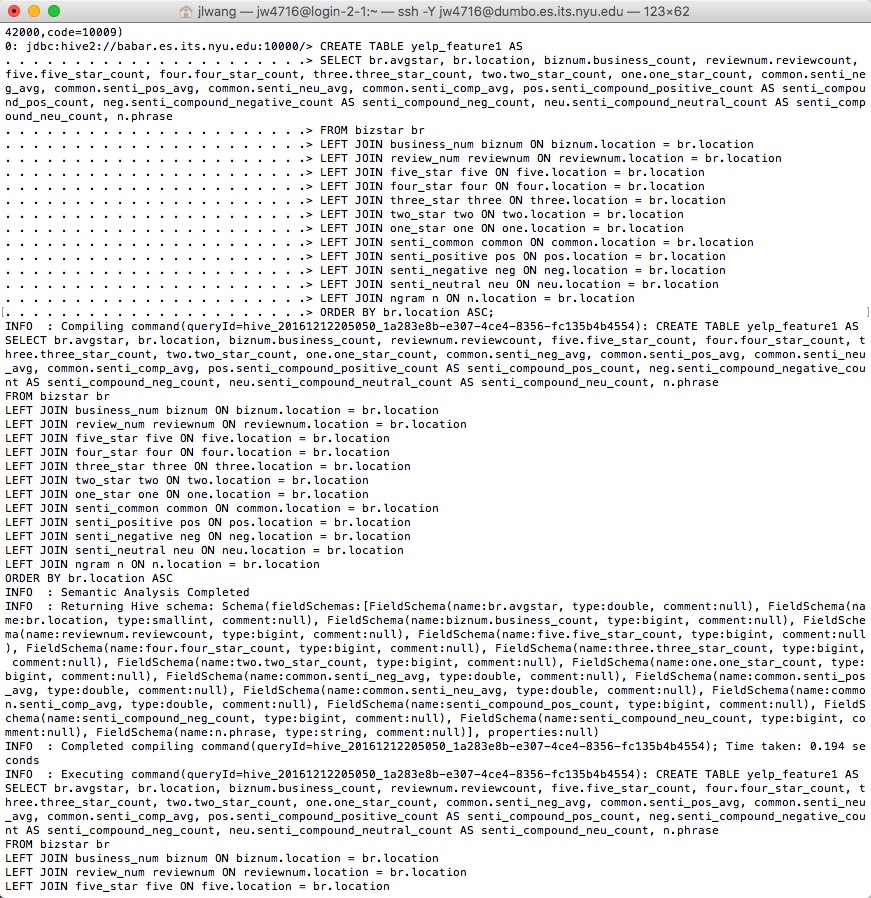 jlwang — jw4716@login-2-1:~ — ssh -Y jw4716@dumbo.es.its.nyu.edu — 123×62
42000,code=10009)
0: jdbc:hive2://babar.es.its.nyu.edu:10000/> CREATE TABLE yelp_feature1 AS
. . . . . . . . . . . . . . . . . . . . . .> SELECT br.avgstar, br.location, biznum.business_count, reviewnum.reviewcount,
five.five_star_count, four.four_star_count, three.three_star_count, two.two_star_count, one.one_star_count, common.senti_ne
g_avg, common.senti_pos_avg, common.senti_neu_avg, common.senti_comp_avg, pos.senti_compound_positive_count AS senti_compou
nd_pos_count, neg.senti_compound_negative_count AS senti_compound_neg_count, neu.senti_compound_neutral_count AS senti_comp
ound_neu_count, n.phrase
. . . . . . . . . . . . . . . . . . . . . .> FROM bizstar br
. . . . . . . . . . . . . . . . . . . . . .> LEFT JOIN business_num biznum ON biznum.location = br.location
. . . . . . . . . . . . . . . . . . . . . .> LEFT JOIN review_num reviewnum ON reviewnum.location = br.location
. . . . . . . . . . . . . . . . . . . . . .> LEFT JOIN five_star five ON five.location = br.location
. . . . . . . . . . . . . . . . . . . . . .> LEFT JOIN four_star four ON four.location = br.location
. . . . . . . . . . . . . . . . . . . . . .> LEFT JOIN three_star three ON three.location = br.location
. . . . . . . . . . . . . . . . . . . . . .> LEFT JOIN two_star two ON two.location = br.location
. . . . . . . . . . . . . . . . . . . . . .> LEFT JOIN one_star one ON one.location = br.location
. . . . . . . . . . . . . . . . . . . . . .> LEFT JOIN senti_common common ON common.location = br.location
. . . . . . . . . . . . . . . . . . . . . .> LEFT JOIN senti_positive pos ON pos.location = br.location
. . . . . . . . . . . . . . . . . . . . . .> LEFT JOIN senti_negative neg ON neg.location = br.location
. . . . . . . . . . . . . . . . . . . . . .> LEFT JOIN senti_neutral neu ON neu.location = br.location
. . . . . . . . . . . . . . . . . . . . . .> LEFT JOIN ngram n ON n.location = br.location
[. . . . . . . . . . . . . . . . . . . . . .> ORDER BY br.location ASC; ]
INFO  : Compiling command(queryId=hive_20161212205050_1a283e8b-e307-4ce4-8356-fc135b4b4554): CREATE TABLE yelp_feature1 AS
SELECT br.avgstar, br.location, biznum.business_count, reviewnum.reviewcount, five.five_star_count, four.four_star_count, t
hree.three_star_count, two.two_star_count, one.one_star_count, common.senti_neg_avg, common.senti_pos_avg, common.senti_neu
_avg, common.senti_comp_avg, pos.senti_compound_positive_count AS senti_compound_pos_count, neg.senti_compound_negative_cou
nt AS senti_compound_neg_count, neu.senti_compound_neutral_count AS senti_compound_neu_count, n.phrase
FROM bizstar br
LEFT JOIN business_num biznum ON biznum.location = br.location
LEFT JOIN review_num reviewnum ON reviewnum.location = br.location
LEFT JOIN five_star five ON five.location = br.location
LEFT JOIN four_star four ON four.location = br.location
LEFT JOIN three_star three ON three.location = br.location
LEFT JOIN two_star two ON two.location = br.location
LEFT JOIN one_star one ON one.location = br.location
LEFT JOIN senti_common common ON common.location = br.location
LEFT JOIN senti_positive pos ON pos.location = br.location
LEFT JOIN senti_negative neg ON neg.location = br.location
LEFT JOIN senti_neutral neu ON neu.location = br.location
LEFT JOIN ngram n ON n.location = br.location
ORDER BY br.location ASC
INFO  : Semantic Analysis Completed
INFO  : Returning Hive schema: Schema(fieldSchemas:[FieldSchema(name:br.avgstar, type:double, comment:null), FieldSchema(na
me:br.location, type:smallint, comment:null), FieldSchema(name:biznum.business_count, type:bigint, comment:null), FieldSche
ma(name:reviewnum.reviewcount, type:bigint, comment:null), FieldSchema(name:five.five_star_count, type:bigint, comment:null
), FieldSchema(name:four.four_star_count, type:bigint, comment:null), FieldSchema(name:three.three_star_count, type:bigint,
 comment:null), FieldSchema(name:two.two_star_count, type:bigint, comment:null), FieldSchema(name:one.one_star_count, type:
bigint, comment:null), FieldSchema(name:common.senti_neg_avg, type:double, comment:null), FieldSchema(name:common.senti_pos
_avg, type:double, comment:null), FieldSchema(name:common.senti_neu_avg, type:double, comment:null), FieldSchema(name:commo
n.senti_comp_avg, type:double, comment:null), FieldSchema(name:senti_compound_pos_count, type:bigint, comment:null), FieldS
chema(name:senti_compound_neg_count, type:bigint, comment:null), FieldSchema(name:senti_compound_neu_count, type:bigint, co
mment:null), FieldSchema(name:n.phrase, type:string, comment:null)], properties:null)
INFO  : Completed compiling command(queryId=hive_20161212205050_1a283e8b-e307-4ce4-8356-fc135b4b4554); Time taken: 0.194 se
conds
INFO  : Executing command(queryId=hive_20161212205050_1a283e8b-e307-4ce4-8356-fc135b4b4554): CREATE TABLE yelp_feature1 AS
SELECT br.avgstar, br.location, biznum.business_count, reviewnum.reviewcount, five.five_star_count, four.four_star_count, t
hree.three_star_count, two.two_star_count, one.one_star_count, common.senti_neg_avg, common.senti_pos_avg, common.senti_neu
_avg, common.senti_comp_avg, pos.senti_compound_positive_count AS senti_compound_pos_count, neg.senti_compound_negative_cou
nt AS senti_compound_neg_count, neu.senti_compound_neutral_count AS senti_compound_neu_count, n.phrase
FROM bizstar br
LEFT JOIN business_num biznum ON biznum.location = br.location
LEFT JOIN review_num reviewnum ON reviewnum.location = br.location
LEFT JOIN five_star five ON five.location = br.location